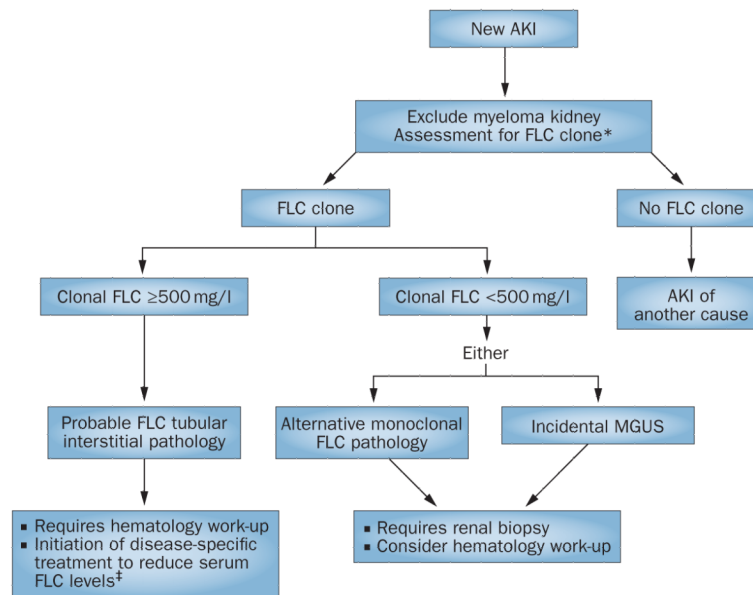 New AKI
Exclude myeloma kidney
Assessment for FLC clone*
FLC clone
No FLC clone
Clonal FLC ≥500 mg/l
Clonal FLC <500 mg/l
AKI of
another cause
Either
Probable FLC tubular
interstitial pathology
Alternative monoclonal
FLC pathology
Incidental MGUS
▪ Requires hematology work-up
▪ Initiation of disease-specific
treatment to reduce serum
FLC levels‡
▪ Requires renal biopsy
▪ Consider hematology work-up